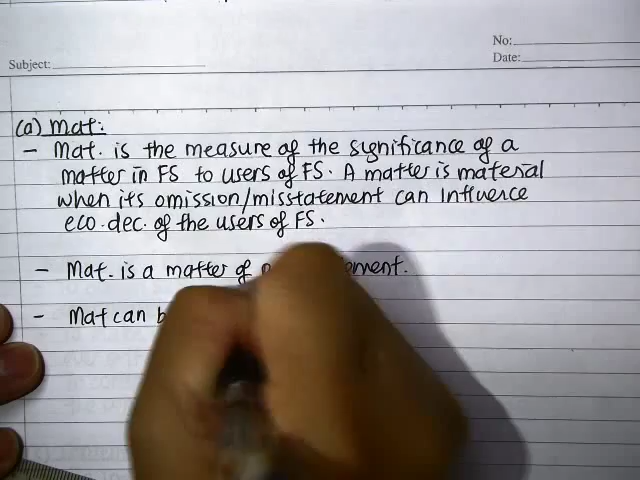 No:
Subject:
Date:
(a) Mat:
- Mat. is the measure of the significance of a
matter in FS to users of FS. A matter is material
when its omission/misstatement can influence
eco. dec. of the users of FS.
- Mat. is a matter of
- Mat can b